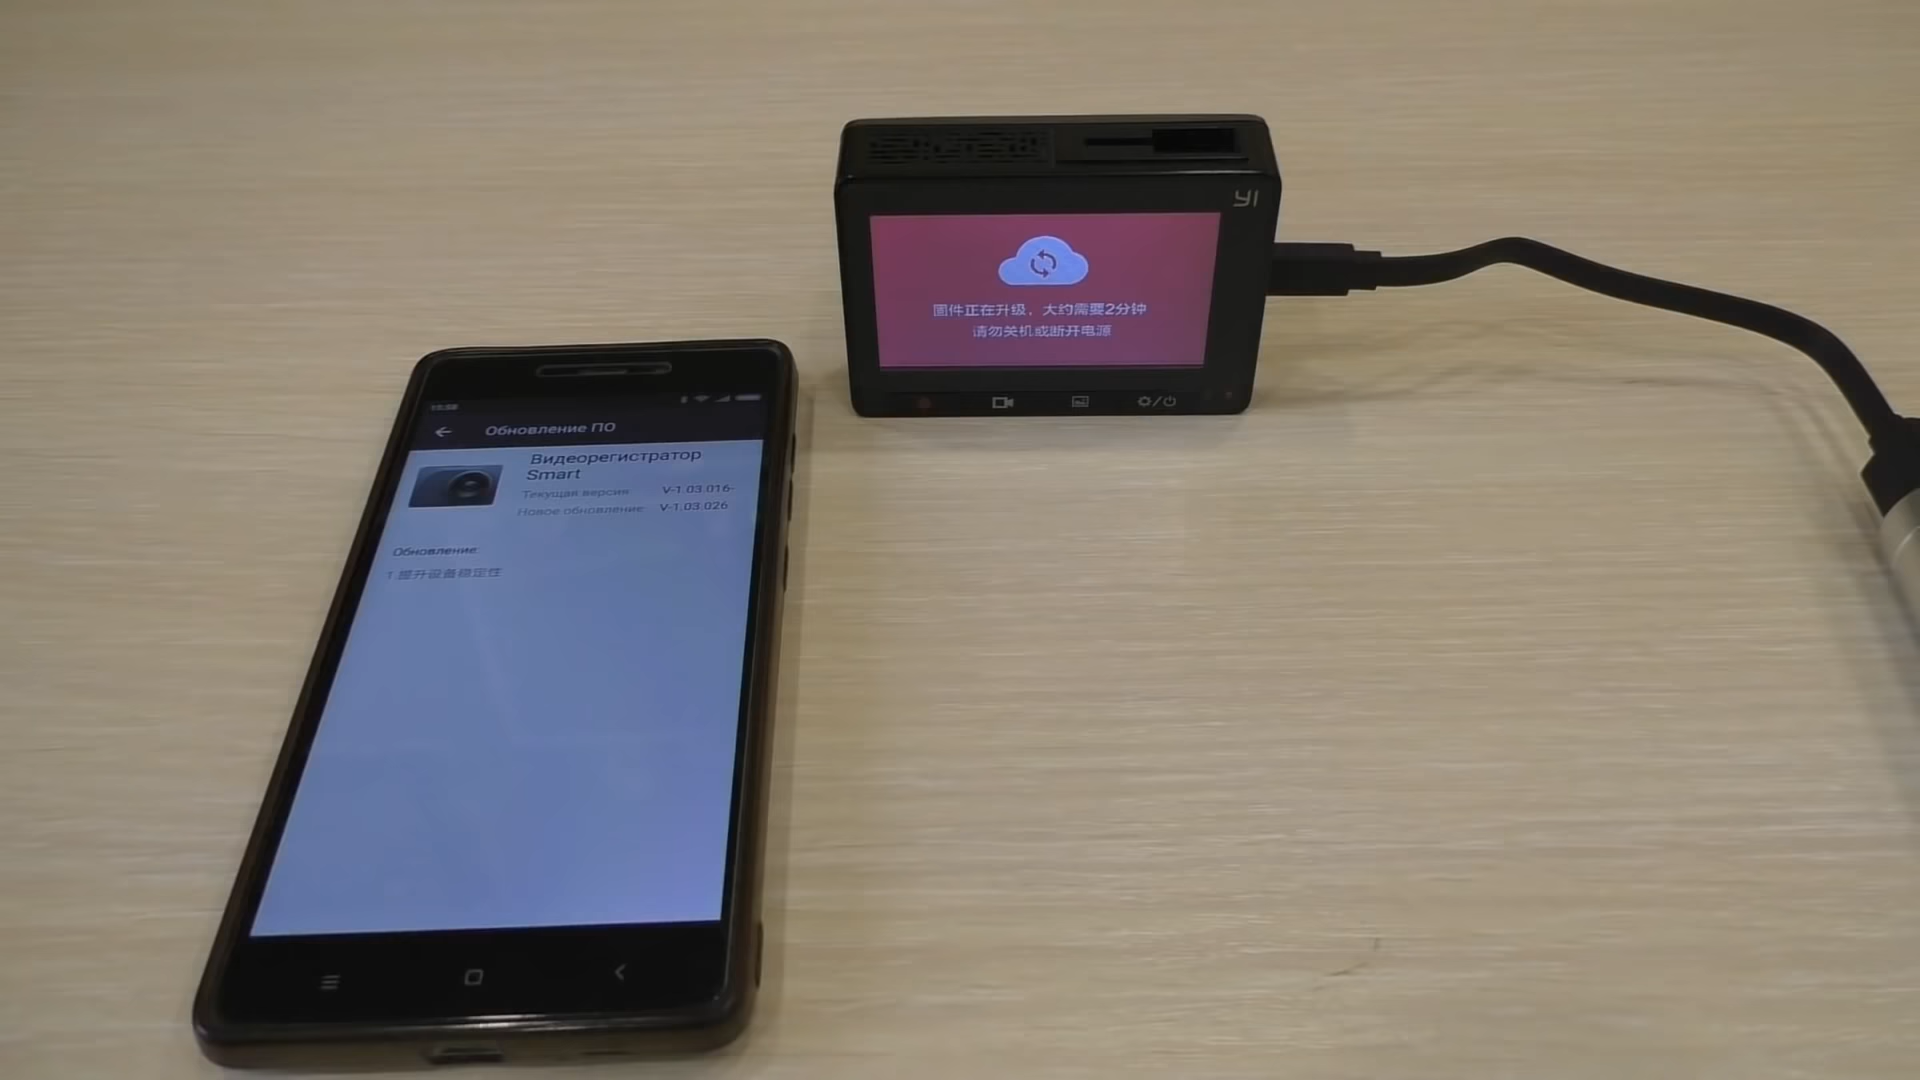 YI
固件正在升级，大约需要2分钟
请勿关机或断开电源
15:58
Обновление ПО
Видеорегистратор
Smart
Текущая версия: V-1.03.016-
Новое обновление: V-1.03.026
Обновление:
1.提升设备稳定性